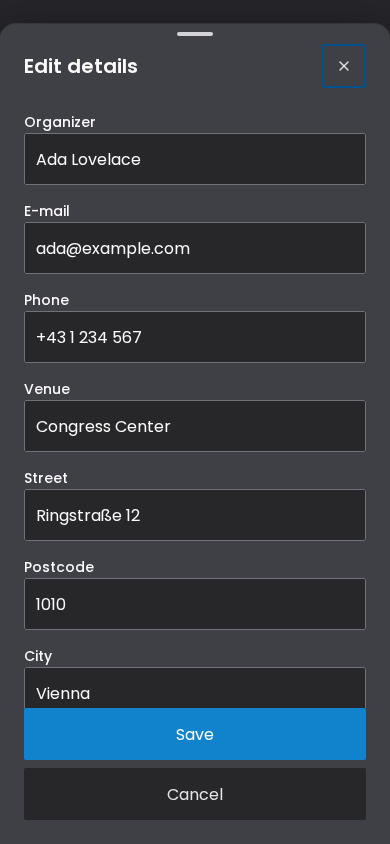 Edit details
Organizer
Ada Lovelace
E-mail
ada@example.com
Phone
+43 1 234 567
Venue
Congress Center
Street
Ringstraße 12
Postcode
1010
City
Vienna
Save
Cancel